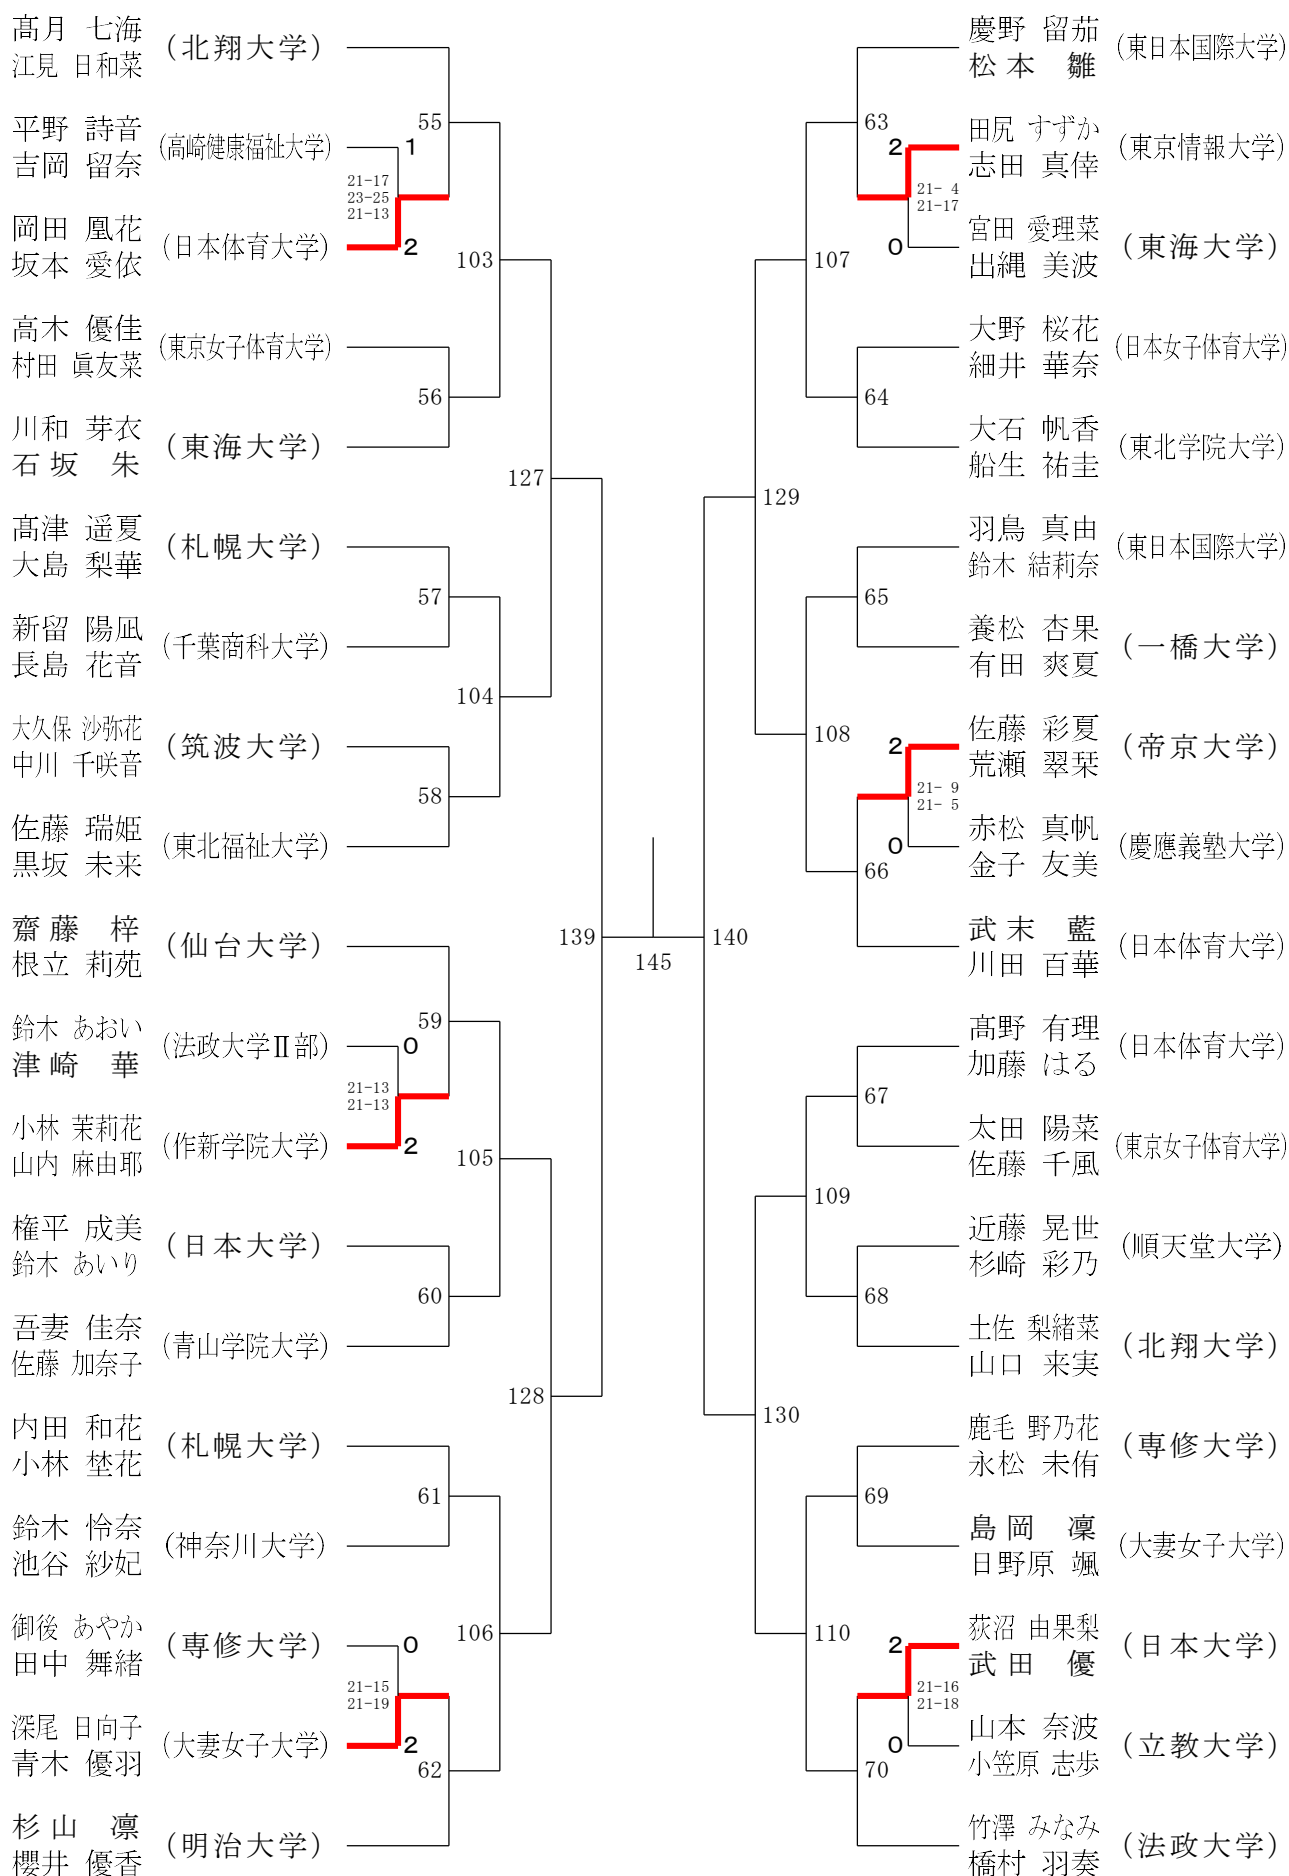 髙月 七海
江見 日和菜
(北翔大学)
55
平野 詩音
吉岡 留奈
(高崎健康福祉大学)
1
21-17
23-25
21-13
岡田 凰花
坂本 愛依
(日本体育大学)
2
103
高木 優佳
村田 眞友菜
(東京女子体育大学)
56
川和 芽衣
石坂 朱
(東海大学)
127
髙津 遥夏
大島 梨華
(札幌大学)
57
新留 陽凪
長島 花音
(千葉商科大学)
104
大久保 沙弥花
中川 千咲音
(筑波大学)
58
佐藤 瑞姫
黒坂 未来
(東北福祉大学)
139
齋藤 梓
根立 莉苑
(仙台大学)
59
鈴木 あおい
津崎 華
(法政大学Ⅱ部)
0
21-13
21-13
小林 茉莉花
山内 麻由耶
(作新学院大学)
2
105
権平 成美
鈴木 あいり
(日本大学)
60
吾妻 佳奈
佐藤 加奈子
(青山学院大学)
128
内田 和花
小林 埜花
(札幌大学)
61
鈴木 怜奈
池谷 紗妃
(神奈川大学)
106
御後 あやか
田中 舞緒
(専修大学)
0
21-15
21-19
深尾 日向子
青木 優羽
(大妻女子大学)
2
62
杉山 凛
櫻井 優香
(明治大学)
145
慶野 留茄
松本 雛
(東日本国際大学)
63
田尻 すずか
志田 真倖
(東京情報大学)
2
21- 4
21-17
宮田 愛理菜
出縄 美波
(東海大学)
0
107
大野 桜花
細井 華奈
(日本女子体育大学)
64
大石 帆香
船生 祐圭
(東北学院大学)
129
羽鳥 真由
鈴木 結莉奈
(東日本国際大学)
65
養松 杏果
有田 爽夏
(一橋大学)
108
佐藤 彩夏
荒瀬 翠栞
(帝京大学)
2
21- 9
21- 5
赤松 真帆
金子 友美
(慶應義塾大学)
0
66
武末 藍
川田 百華
(日本体育大学)
140
髙野 有理
加藤 はる
(日本体育大学)
67
太田 陽菜
佐藤 千風
(東京女子体育大学)
109
近藤 晃世
杉崎 彩乃
(順天堂大学)
68
土佐 梨緒菜
山口 来実
(北翔大学)
130
鹿毛 野乃花
永松 未侑
(専修大学)
69
島岡 凜
日野原 颯
(大妻女子大学)
110
荻沼 由果梨
武田 優
(日本大学)
2
21-16
21-18
山本 奈波
小笠原 志歩
(立教大学)
0
70
竹澤 みなみ
橋村 羽奏
(法政大学)